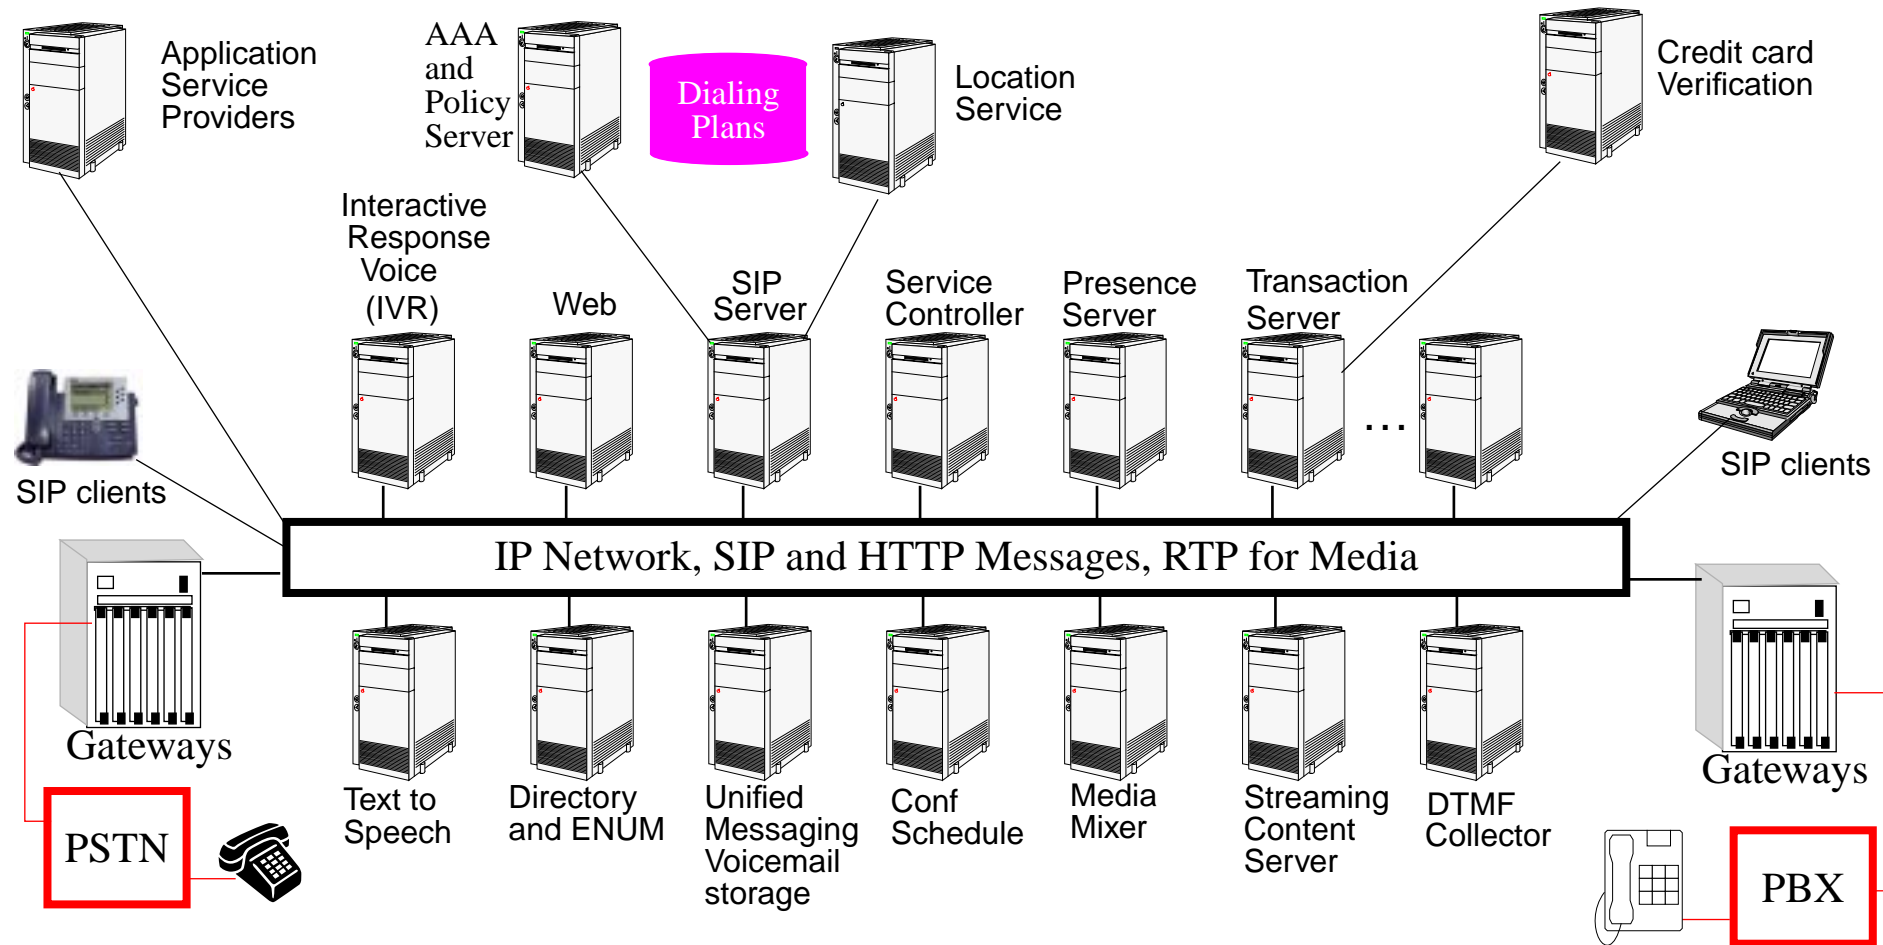 Application
Service
Providers
AAA
and
Policy
Server
Dialing
Plans
Location
Service
Credit card
Verification
Interactive
Response
Voice
(IVR)
Web
SIP
Server
Service
Controller
Presence
Server
Transaction
Server
...
SIP clients
SIP clients
IP Network, SIP and HTTP Messages, RTP for Media
Gateways
Gateways
Text to
Speech
Directory
and ENUM
Unified
Messaging
Voicemail
storage
Conf
Schedule
Media
Mixer
Streaming
Content
Server
DTMF
Collector
PSTN
PBX